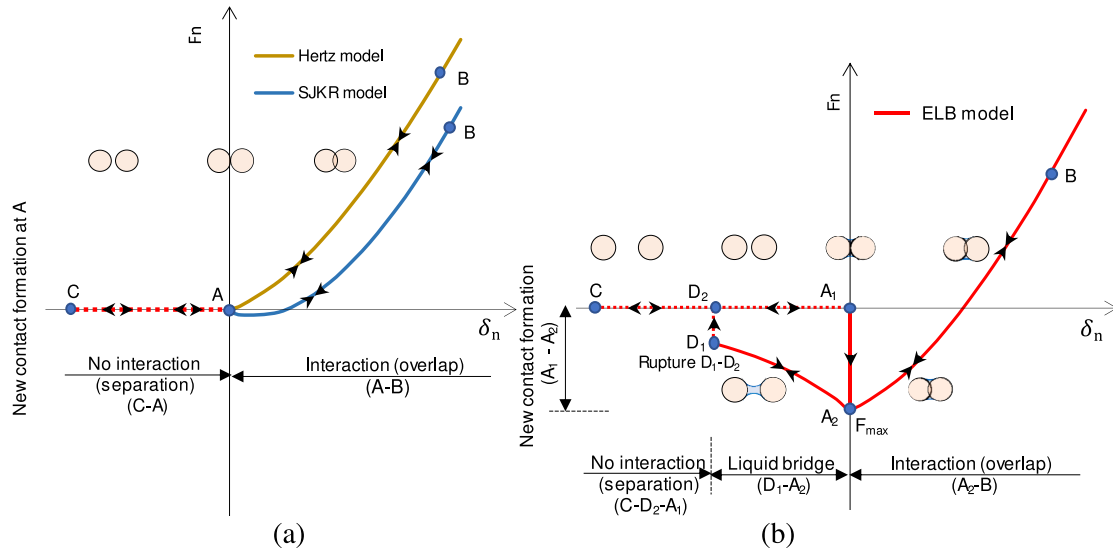 Fn
Hertz model
SJKR model
B
B
New contact formation at A
C
A
δn
No interaction
(separation)
(C-A)
Interaction (overlap)
(A-B)
(a)
Fn
ELB model
B
C
D2
A1
δn
New contact formation
(A1 - A2)
D1
Rupture D1-D2
A2
Fmax
No interaction
(separation)
(C-D2-A1)
Liquid bridge
(D1-A2)
Interaction (overlap)
(A2-B)
(b)